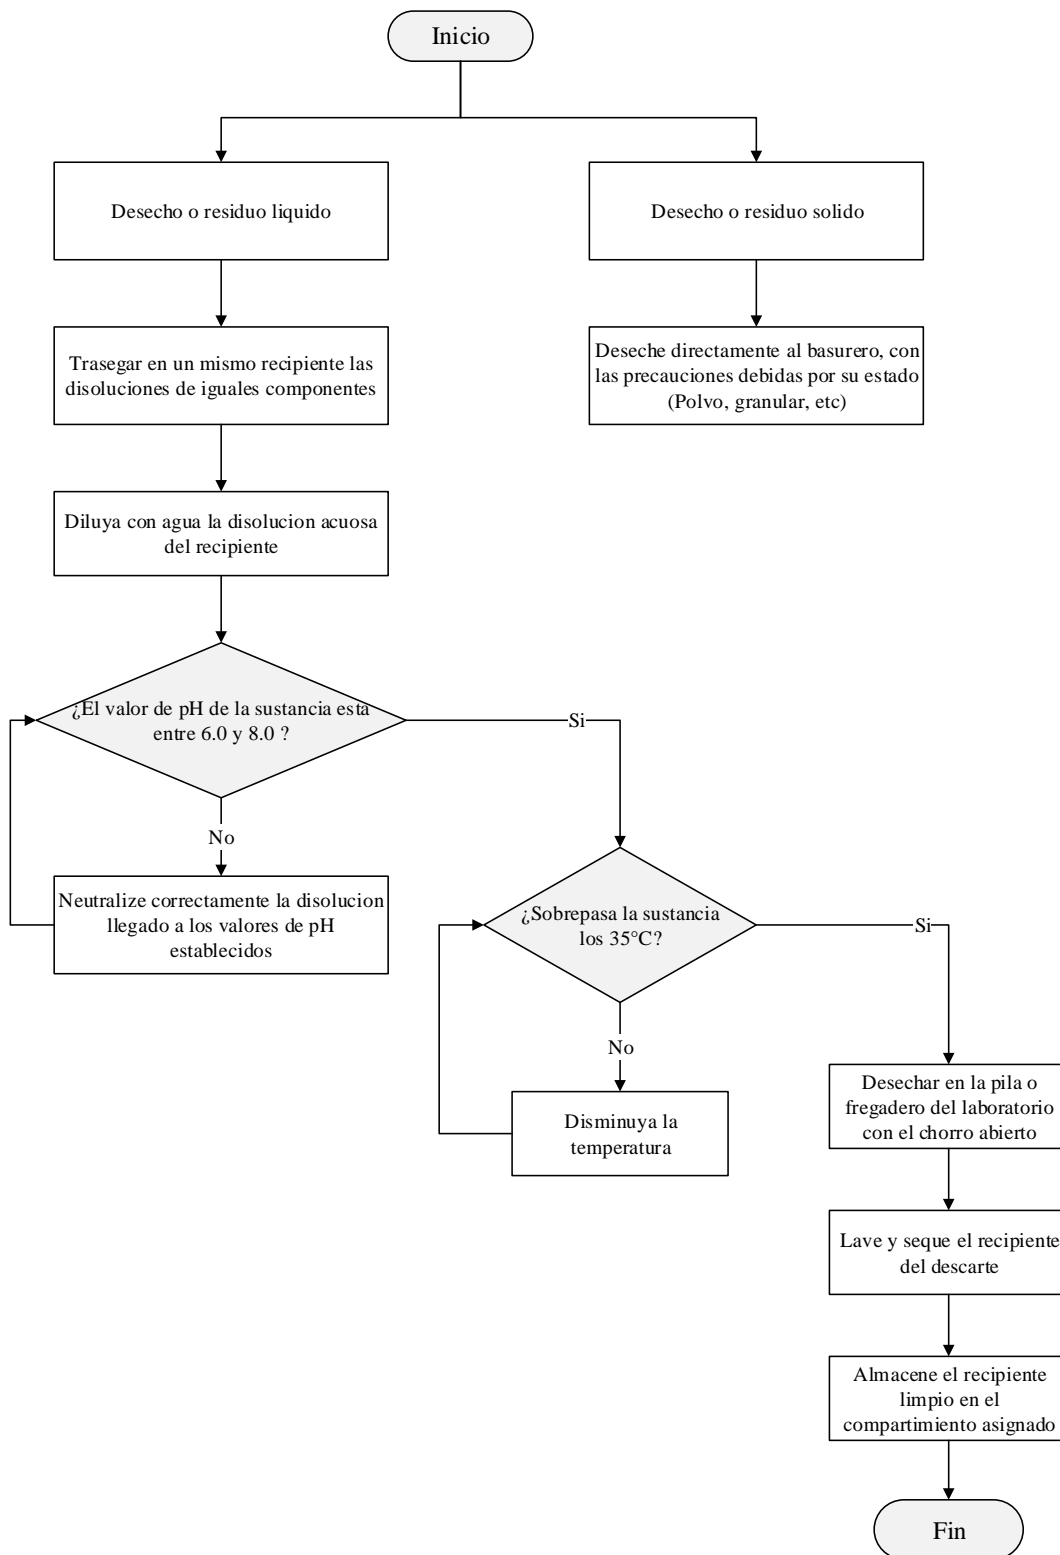 Inicio
Desecho o residuo liquido
Desecho o residuo solido
Trasegar en un mismo recipiente las
disoluciones de iguales componentes
Deseche directamente al basurero, con
las precauciones debidas por su estado
(Polvo, granular, etc)
Diluya con agua la disolucion acuosa
del recipiente
¿El valor de pH de la sustancia esta
entre 6.0 y 8.0 ?
Si
No
Neutralize correctamente la disolucion
llegado a los valores de pH
establecidos
¿Sobrepasa la sustancia
los 35°C?
Si
No
Disminuya la
temperatura
Desechar en la pila o
fregadero del laboratorio
con el chorro abierto
Lave y seque el recipiente
del descarte
Almacene el recipiente
limpio en el
compartimiento asignado
Fin